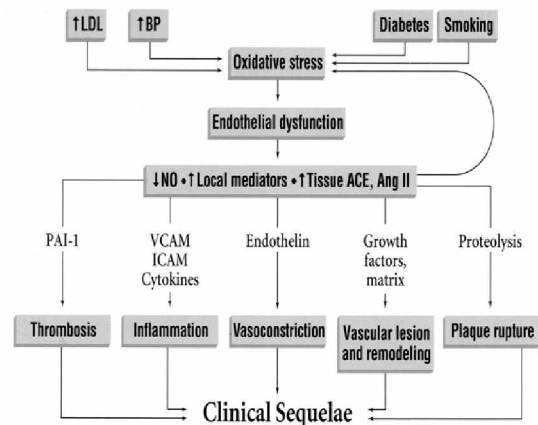 ↑LDL
↑BP
Diabetes
Smoking
Oxidative stress
Endothelial dysfunction
↓NO • ↑Local mediators • ↑Tissue ACE, Ang II
PAI-1
VCAM
ICAM
Cytokines
Endothelin
Growth
factors,
matrix
Proteolysis
Thrombosis
Inflammation
Vasoconstriction
Vascular lesion
and remodeling
Plaque rupture
Clinical Sequelae